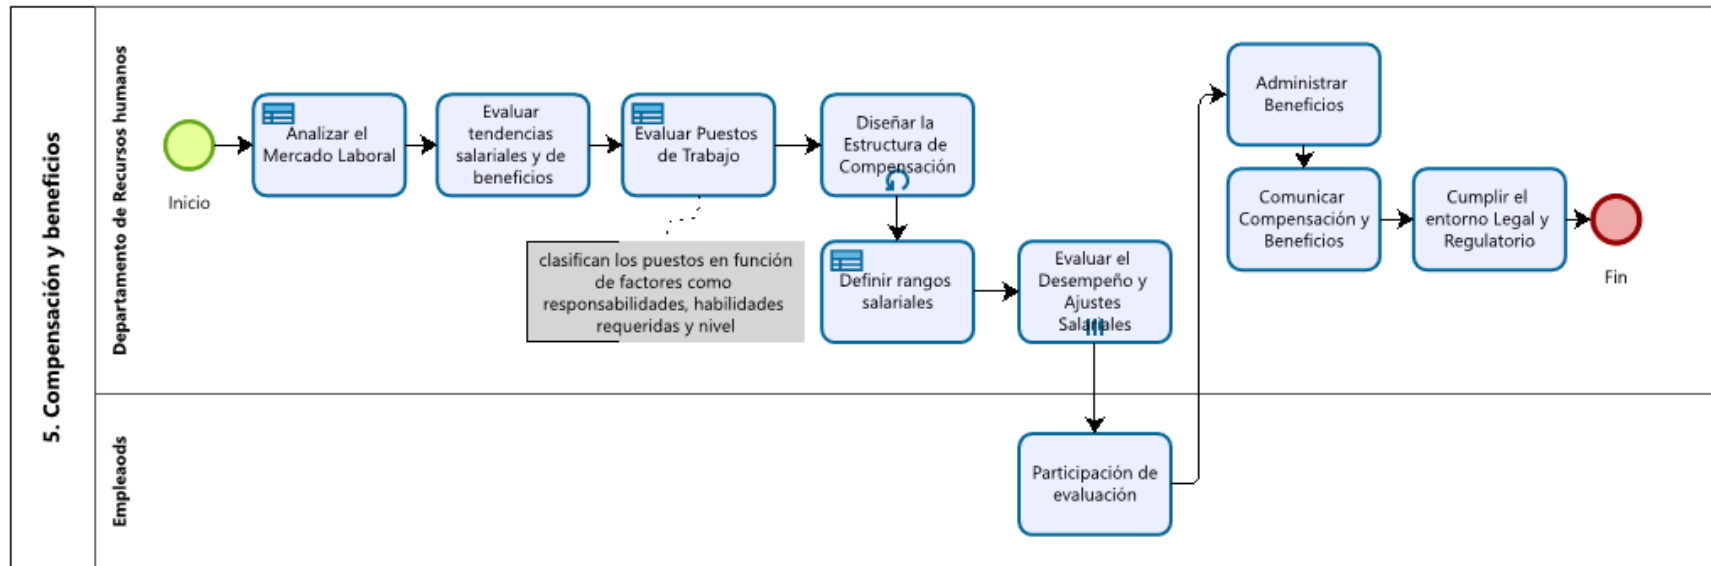 5. Compensación y beneficios
Departamento de Recursos humanos
Inicio
Analizar el
Mercado Laboral
Evaluar
tendencias
salariales y de
beneficios
Evaluar Puestos
de Trabajo
clasifican los puestos en función
de factores como
responsabilidades, habilidades
requeridas y nivel
Diseñar la
Estructura de
Compensación
Definir rangos
salariales
Evaluar el
Desempeño y
Ajustes
Salariales
Administrar
Beneficios
Comunicar
Compensación y
Beneficios
Cumplir el
entorno Legal y
Regulatorio
Fin
Empleaods
Participación de
evaluación